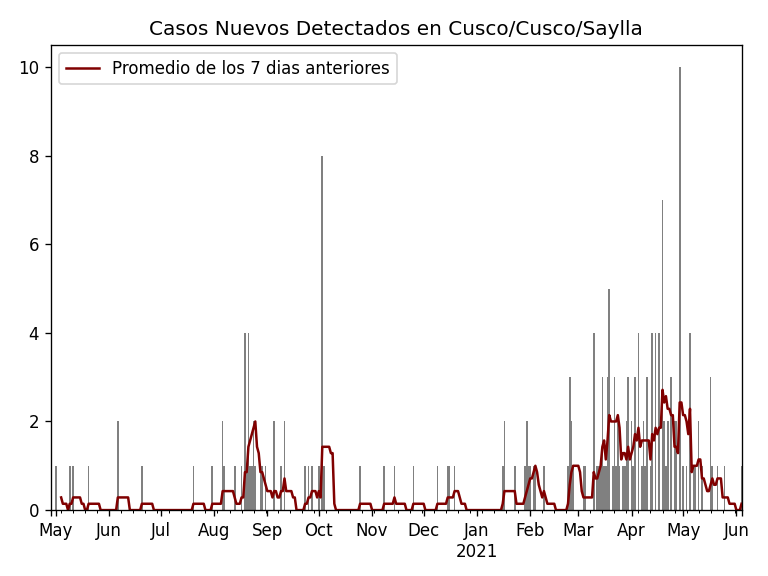 Casos Nuevos Detectados en Cusco/Cusco/Saylla
Promedio de los 7 dias anteriores
10
8
6
4
2
0
May Jun Jul Aug Sep Oct Nov Dec Jan Feb Mar Apr May Jun
2021